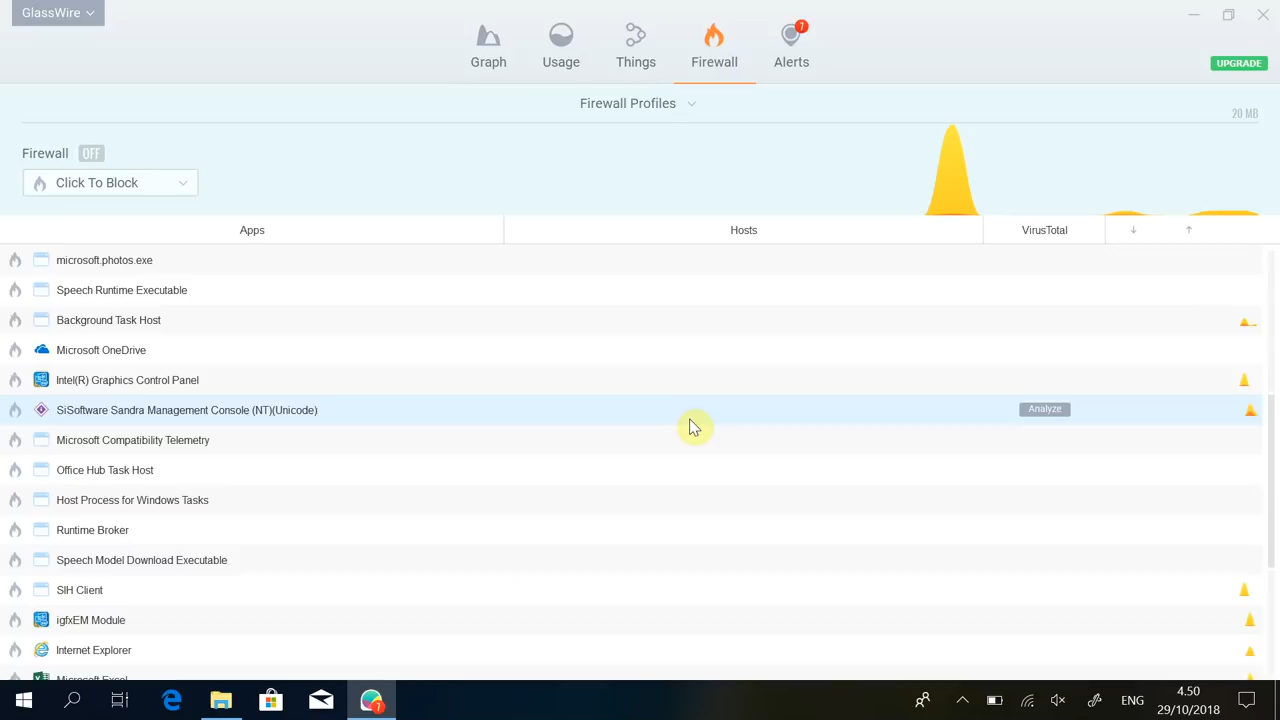 GlassWire
Graph
Usage
Things
Firewall
7
Alerts
UPGRADE
Firewall Profiles
20 MB
Firewall OFF
Click To Block
Apps
Hosts
VirusTotal
microsoft.photos.exe
Speech Runtime Executable
Background Task Host
Microsoft OneDrive
Intel(R) Graphics Control Panel
SiSoftware Sandra Management Console (NT)(Unicode)
Analyze
Microsoft Compatibility Telemetry
Office Hub Task Host
Host Process for Windows Tasks
Runtime Broker
Speech Model Download Executable
SIH Client
igfxEM Module
Internet Explorer
Microsoft Excel
7
ENG
4.50
29/10/2018